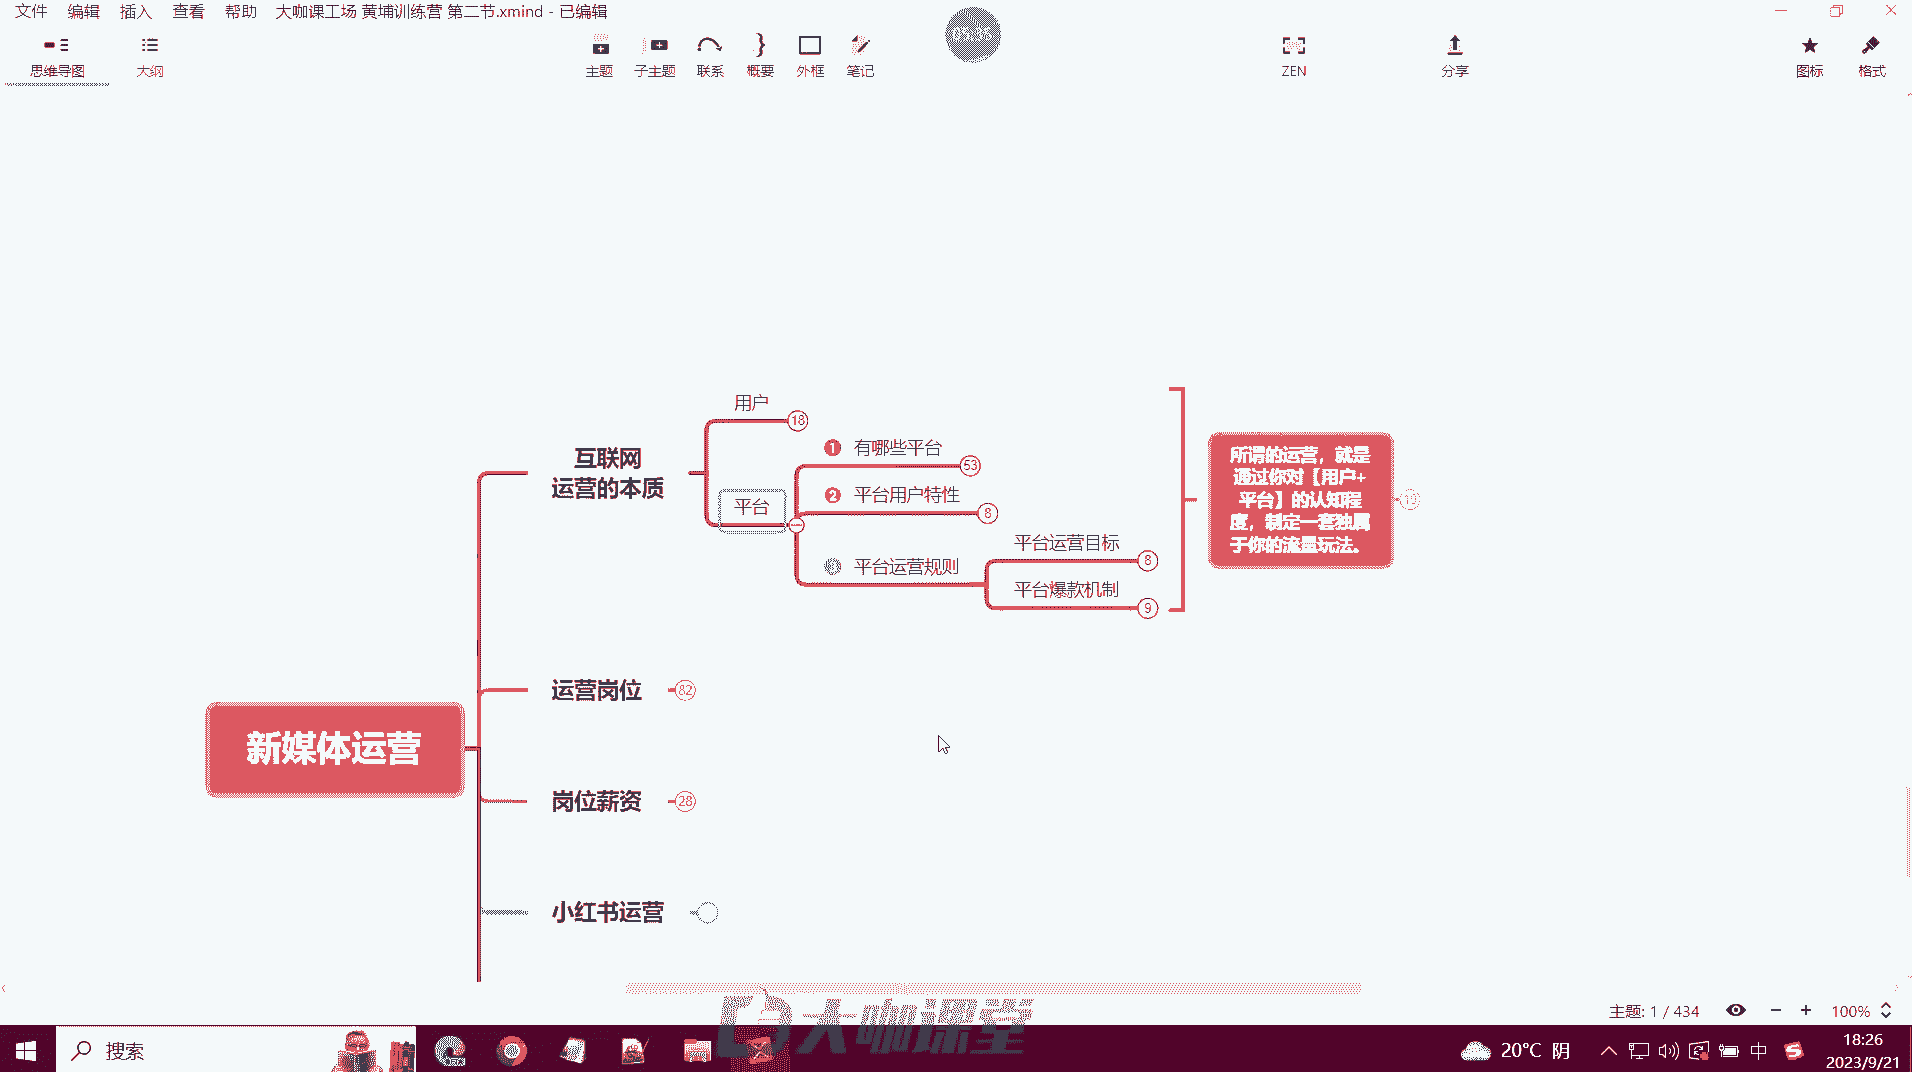 文件 编辑 插入 查看 帮助 大咖课工场 黄埔训练营 第二节.xmind - 已编辑
思维导图 大纲 主题 子主题 联系 概要 外框 笔记 ZEN 分享 图标 格式
用户 18
互联网
运营的本质
平台
1 有哪些平台 53
2 平台用户特性 8
平台运营规则
平台运营目标 8
平台爆款机制 9
所谓的运营，就是
通过你对【用户+
平台】的认知程
度，制定一套独属
于你的流量玩法。
新媒体运营
运营岗位 82
岗位薪资 28
小红书运营
主题: 1 / 434 100%
大咖课堂
搜索
20°C 阴
中
18:26
2023/9/21